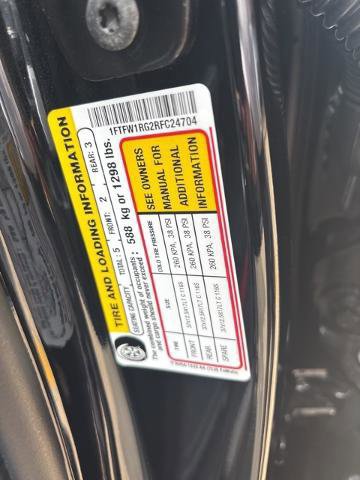 1FTFW1RG2RFC24704
TIRE AND LOADING INFORMATION
SEATING CAPACITY TOTAL: 5 FRONT: 2 REAR: 3
The combined weight of occupants and cargo should never exceed : 588 kg or 1298 lbs.
TIRE SIZE COLD TIRE PRESSURE
FRONT 260 KPA, 38 PSI
REAR 260 KPA, 38 PSI
SPARE 260 KPA, 38 PSI
SEE OWNERS
MANUAL FOR
ADDITIONAL
INFORMATION